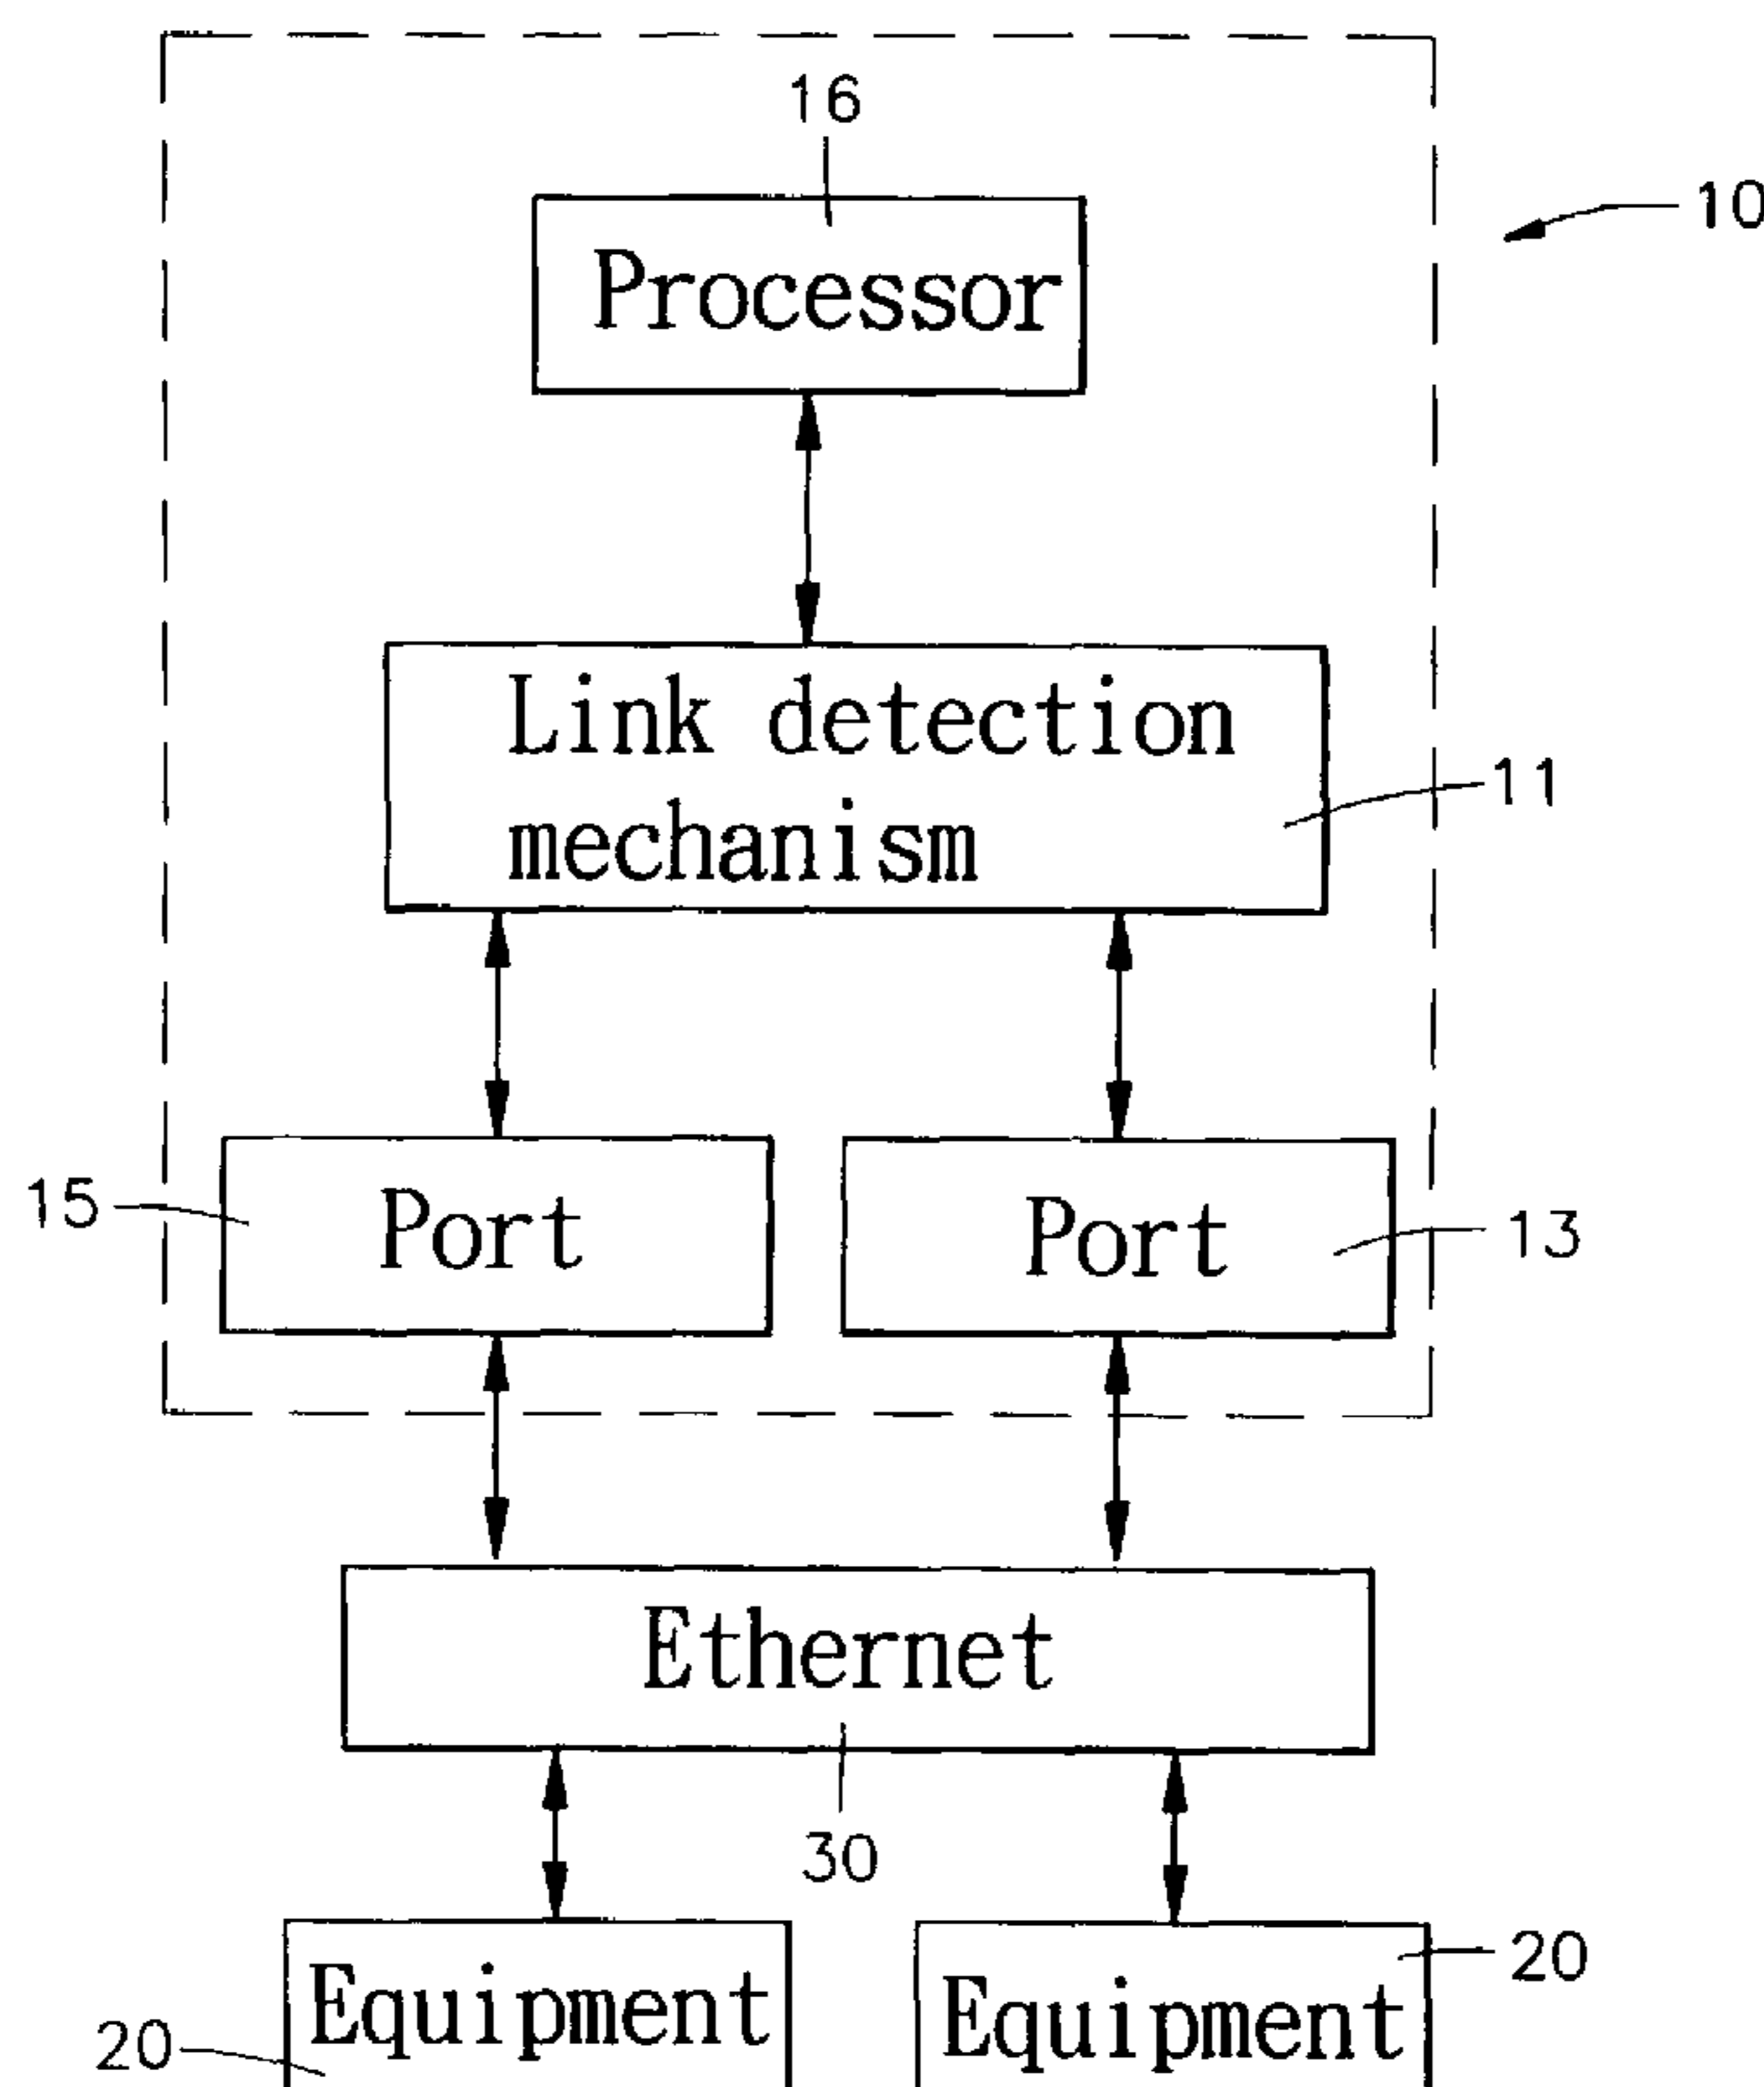 16
10
Processor
Link detection
mechanism
11
15
Port
Port
13
Ethernet
30
Equipment
Equipment
20
20